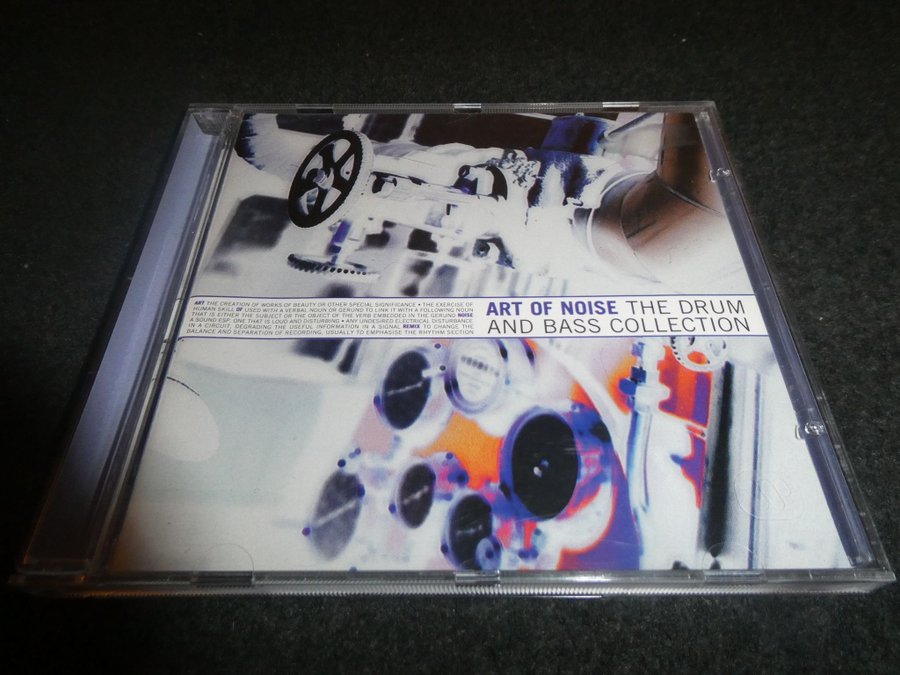 ART THE CREATION OF WORKS OF BEAUTY OR OTHER SPECIAL SIGNIFICANCE • THE EXERCISE OF
HUMAN SKILL OF USED WITH A VERBAL NOUN OR GERUND TO LINK IT WITH A FOLLOWING NOUN
THAT IS EITHER THE SUBJECT OR THE OBJECT OF THE VERB EMBEDDED IN THE GERUND NOISE
A SOUND ONE THAT IS LOUD AND DISTURBING • ANY UNDESIRED ELECTRICAL DISTURBANCE
IN A CIRCUIT, DEGRADING THE USEFUL INFORMATION IN A SIGNAL REMIX TO CHANGE THE
BALANCE AND SEPARATION OF RECORDING, USUALLY TO EMPHASISE THE RHYTHM SECTION
ART OF NOISE THE DRUM
AND BASS COLLECTION